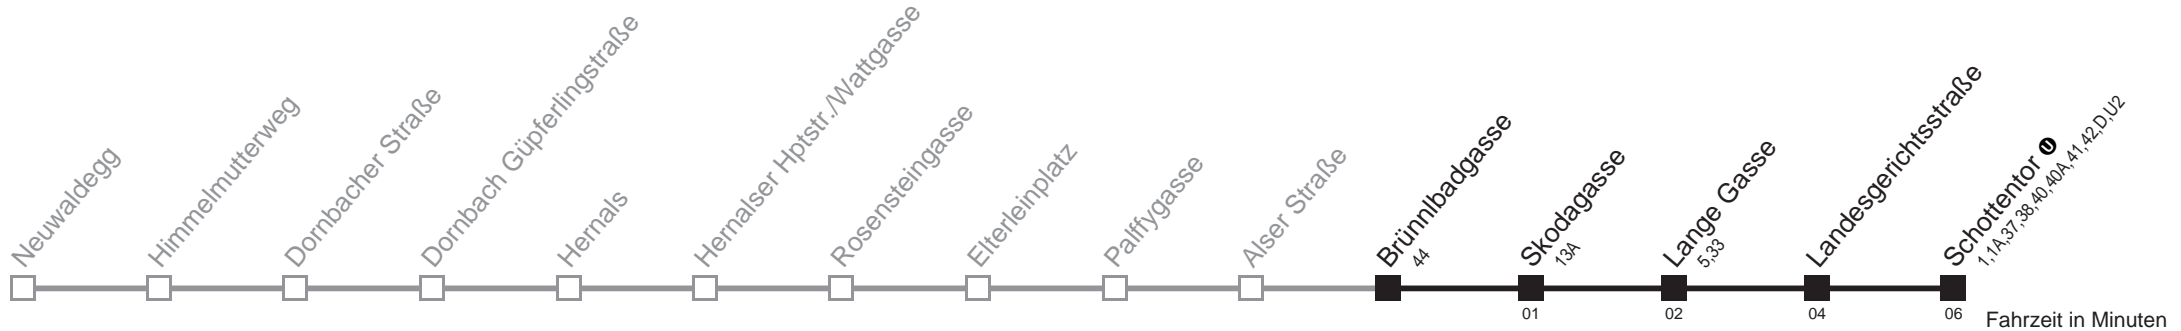 Neuwaldegg
Himmelmutterweg
Dornbacher Straße
Dornbach Güpferlingstraße
Hernals
Hernalser Hptstr./Wattgasse
Rosensteingasse
Elterleinplatz
Palffygasse
Alser Straße
Brünnlbadgasse
44
Skodagasse
13A
Lange Gasse
5,33
Landesgerichtsstraße
Schottentor U
1,1A,37,38,40,40A,41,42,D,U2
01
02
04
06
Fahrzeit in Minuten